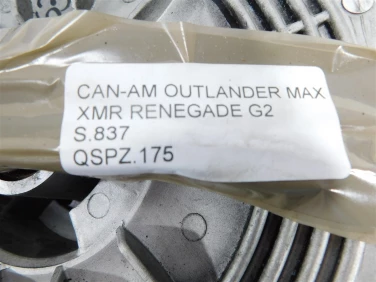 CAN-AM OUTLANDER MAX
XMR RENEGADE G2
S.837
QSPZ.175